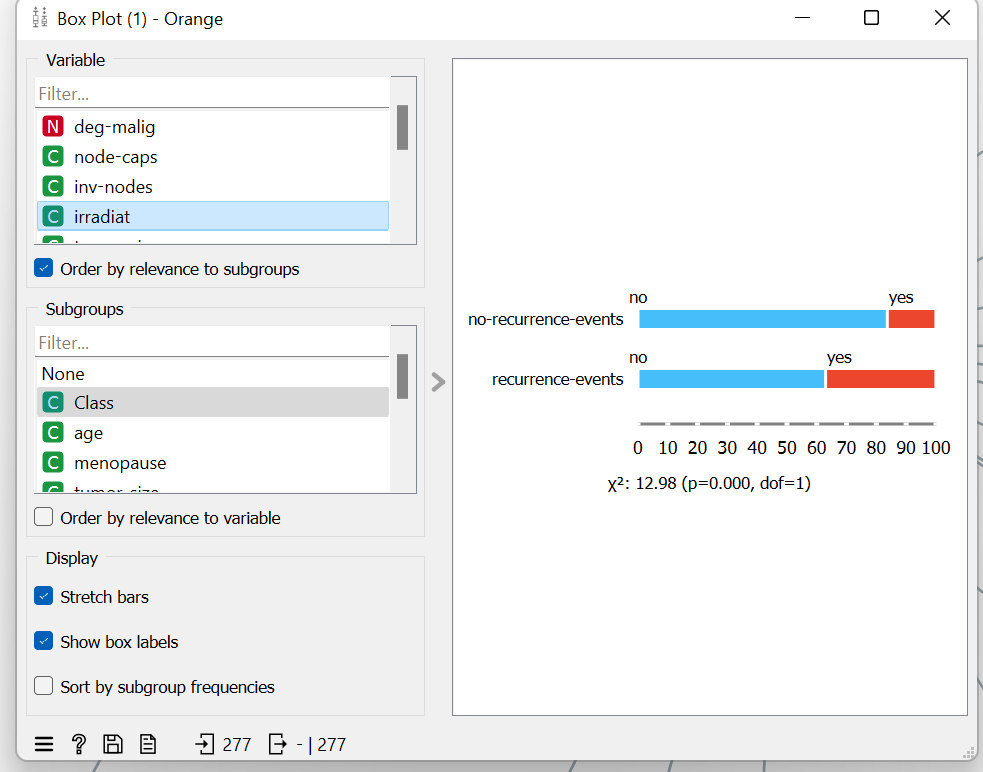 Box Plot (1) - Orange
Variable
Filter...
N deg-malig
C node-caps
C inv-nodes
C irradiat
Order by relevance to subgroups
Subgroups
Filter...
None
C Class
C age
C menopause
C tumor-size
Order by relevance to variable
Display
Stretch bars
Show box labels
Sort by subgroup frequencies
? 277 - | 277
no yes
no-recurrence-events
no yes
recurrence-events
0 10 20 30 40 50 60 70 80 90 100
χ²: 12.98 (p=0.000, dof=1)